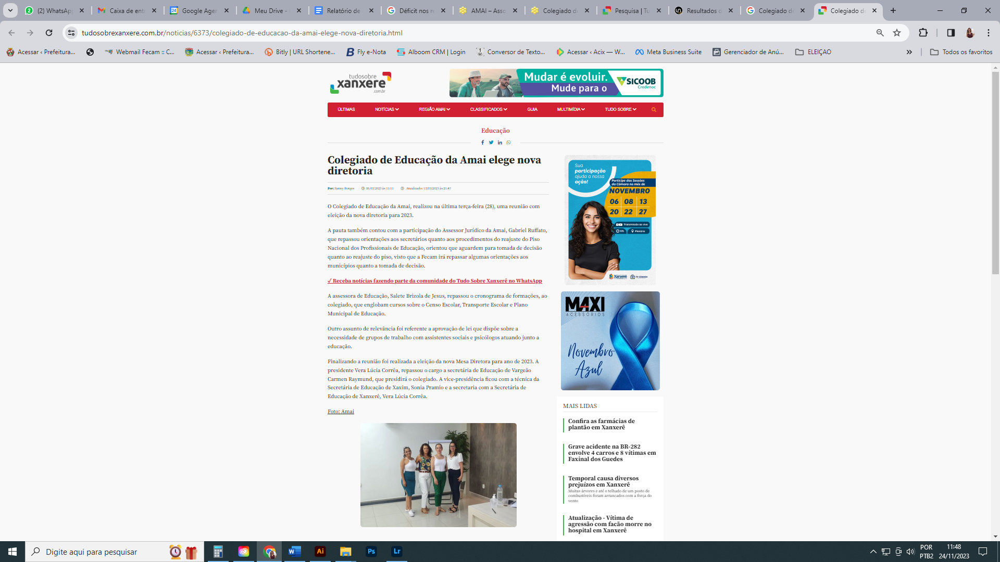 (2) WhatsApp
Caixa de ent
Google Agen
Meu Drive -
Relatório de
Déficit nos re
AMAI – Asso
Colegiado de
Pesquisa | Tu
Resultados d
Colegiado de
Colegiado de
tudosobrexanxere.com.br/noticias/6373/colegiado-de-educacao-da-amai-elege-nova-diretoria.html
Acessar ‹ Prefeitura...
Webmail Fecam :: C...
Acessar ‹ Prefeitura...
Bitly | URL Shortene...
Fly e-Nota
Alboom CRM | Login
Conversor de Texto...
Acessar ‹ Acix — W...
Meta Business Suite
Gerenciador de Anú...
ELEIÇAO
Todos os favoritos
tudosobre
xanxere
.com.br
Mudar é evoluir.
Mude para o
SICOOB
Credimoc
ÚLTIMAS
NOTÍCIAS
REGIÃO AMAI
CLASSIFICADOS
GUIA
MULTIMÍDIA
TUDO SOBRE
Educação
Colegiado de Educação da Amai elege nova
diretoria
Por: Sanny Borges 06/03/2023 às 11:11 Atualizado: 13/03/2023 às 21:47
O Colegiado de Educação da Amai, realizou na última terça-feira (28), uma reunião com
eleição da nova diretoria para 2023.
A pauta também contou com a participação do Assessor Jurídico da Amai, Gabriel Ruffato,
que repassou orientações aos secretários quanto aos procedimentos do reajuste do Piso
Nacional dos Profissionais de Educação, orientou que aguardem para tomada de decisão
quanto ao reajuste do piso, visto que a Fecam irá repassar algumas orientações aos
municípios quanto a tomada de decisão.
✓ Receba notícias fazendo parte da comunidade do Tudo Sobre Xanxerê no WhatsApp
A assessora de Educação, Salete Brizola de Jesus, repassou o cronograma de formações, ao
colegiado, que englobam cursos sobre o Censo Escolar, Transporte Escolar e Plano
Municipal de Educação.
Outro assunto de relevância foi referente a aprovação de lei que dispõe sobre a
necessidade de grupos de trabalho com assistentes sociais e psicólogos atuando junto a
educação.
Finalizando a reunião foi realizada a eleição da nova Mesa Diretora para ano de 2023. A
presidente Vera Lúcia Corrêa, repassou o cargo a secretária de Educação de Vargeão
Carmen Raymund, que presidirá o colegiado. A vice-presidência ficou com a técnica da
Secretária de Educação de Xaxim, Sonia Pramio e a secretaria com a Secretária de
Educação de Xanxerê, Vera Lúcia Corrêa.
Foto: Amai
Sua
participação
ajuda a nossa
ação!
Participe das Sessões
da Câmara no mês de
NOVEMBRO
06 08 13
20 22 27
Transmissão ao vivo
19h
Plenário
Xanxerê
TV CÂMARA
MAXI
ACESSÓRIOS
Novembro
Azul
MAIS LIDAS
Confira as farmácias de
plantão em Xanxerê
Grave acidente na BR-282
envolve 4 carros e 8 vítimas em
Faxinal dos Guedes
Temporal causa diversos
prejuízos em Xanxerê
Muitas árvores e até o telhado de um posto de
combustíveis foram arrancados com a força do
vento
Atualização - Vítima de
agressão com facão morre no
hospital em Xanxerê
Digite aqui para pesquisar
Ai
Ps
Lr
POR
PTB2
11:48
24/11/2023